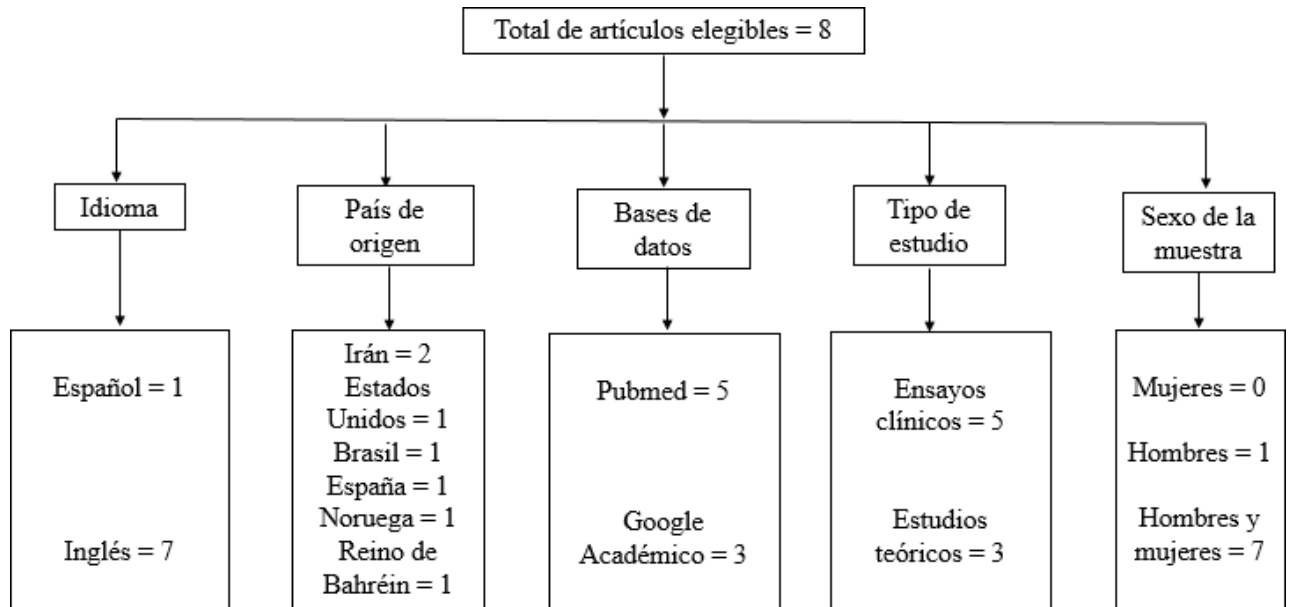 Total de artículos elegibles = 8
Idioma
País de
origen
Bases de
datos
Tipo de
estudio
Sexo de la
muestra
Español = 1
Inglés = 7
Irán = 2
Estados
Unidos = 1
Brasil = 1
España = 1
Noruega = 1
Reino de
Bahréin = 1
Pubmed = 5
Google
Académico = 3
Ensayos
clínicos = 5
Estudios
teóricos = 3
Mujeres = 0
Hombres = 1
Hombres y
mujeres = 7